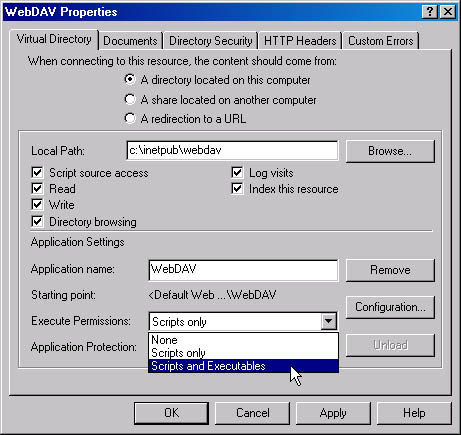 WebDAV Properties
Virtual Directory Documents Directory Security HTTP Headers Custom Errors
When connecting to this resource, the content should come from:
A directory located on this computer
A share located on another computer
A redirection to a URL
Local Path: c:\inetpub\webdav Browse...
Script source access Log visits
Read Index this resource
Write
Directory browsing
Application Settings
Application name: WebDAV Remove
Starting point: <Default Web ...\WebDAV
Execute Permissions: Scripts only Configuration...
None
Application Protection: Scripts only Unload
Scripts and Executables
OK Cancel Apply Help